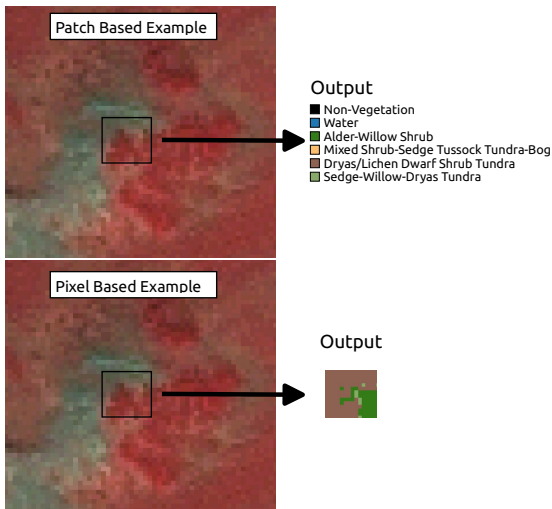 Patch Based Example
Output
Non-Vegetation
Water
Alder-Willow Shrub
Mixed Shrub-Sedge Tussock Tundra-Bog
Dryas/Lichen Dwarf Shrub Tundra
Sedge-Willow-Dryas Tundra
Pixel Based Example
Output